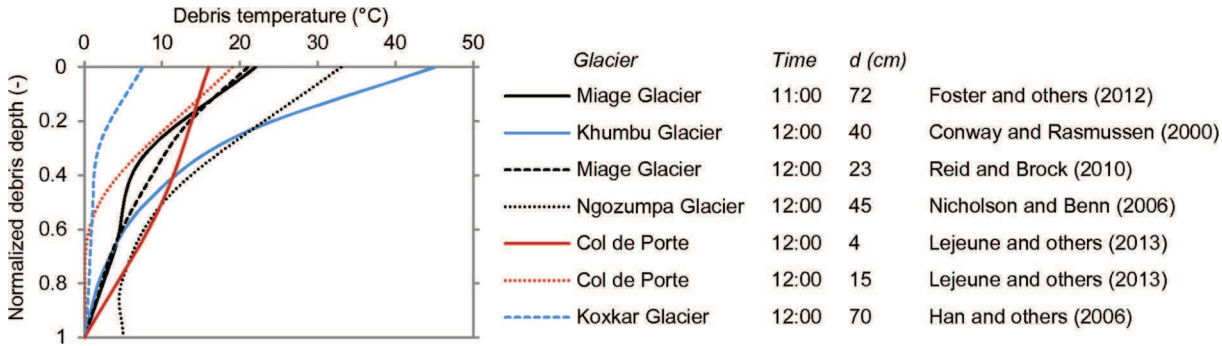 Debris temperature (°C)
0 10 20 30 40 50
Normalized debris depth (-)
0
0.2
0.4
0.6
0.8
1
Glacier Time d (cm)
Miage Glacier 11:00 72 Foster and others (2012)
Khumbu Glacier 12:00 40 Conway and Rasmussen (2000)
Miage Glacier 12:00 23 Reid and Brock (2010)
Ngozumpa Glacier 12:00 45 Nicholson and Benn (2006)
Col de Porte 12:00 4 Lejeune and others (2013)
Col de Porte 12:00 15 Lejeune and others (2013)
Koxkar Glacier 12:00 70 Han and others (2006)